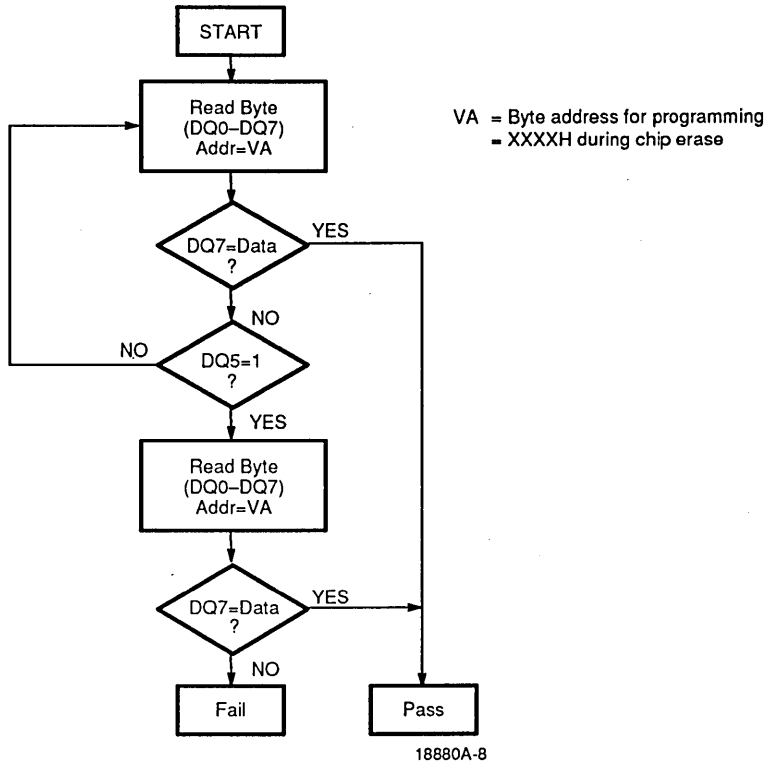 START
Read Byte
(DQ0–DQ7)
Addr=VA
VA = Byte address for programming
= XXXXH during chip erase
YES
DQ7=Data
?
NO
NO
DQ5=1
?
YES
Read Byte
(DQ0–DQ7)
Addr=VA
YES
DQ7=Data
?
NO
Fail
Pass
18880A-8